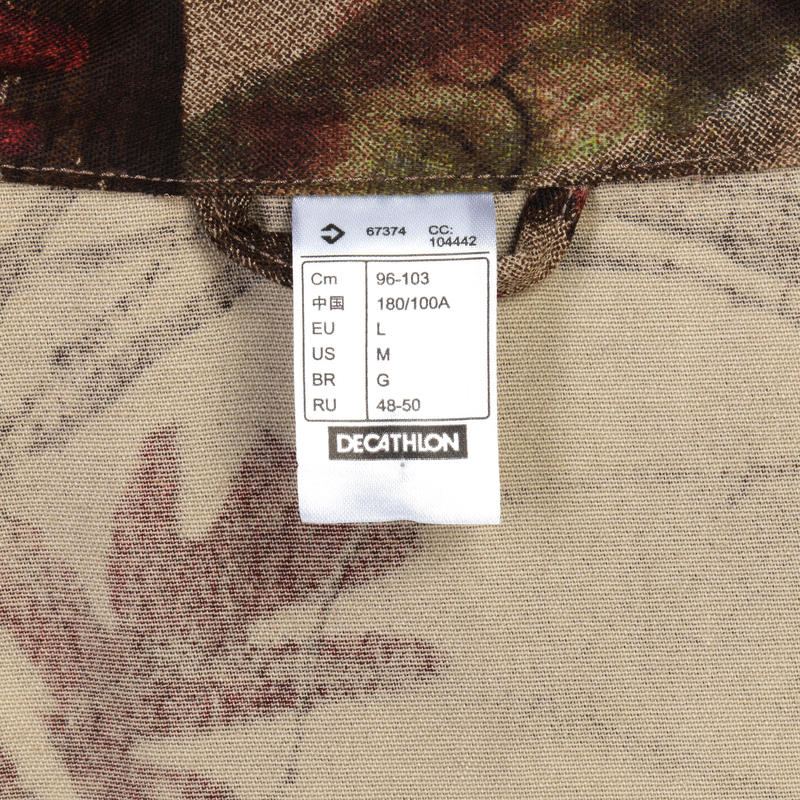 67374 CC:
104442
Cm 96-103
中国 180/100A
EU L
US M
BR G
RU 48-50
DECATHLON